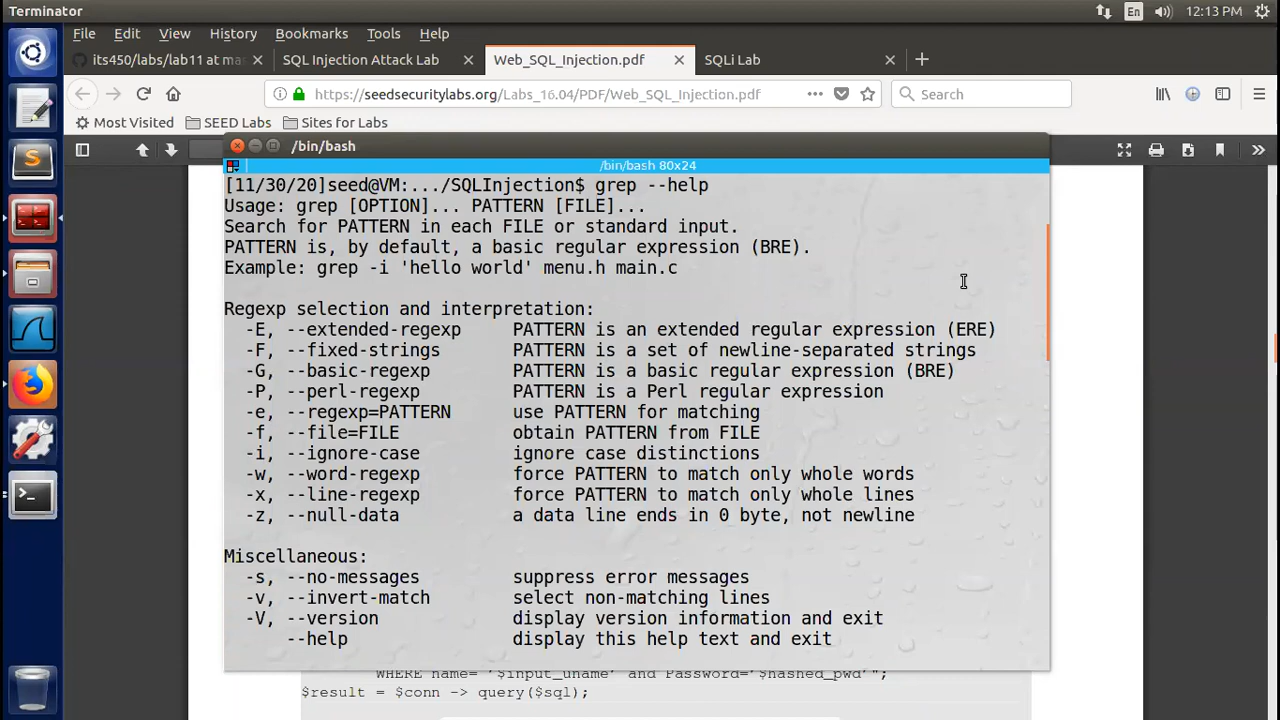 Terminator
En
12:13 PM
File Edit View History Bookmarks Tools Help
its450/labs/lab11 at ma
SQL Injection Attack Lab
Web_SQL_Injection.pdf
SQLi Lab
https://seedsecuritylabs.org/Labs_16.04/PDF/Web_SQL_Injection.pdf
Search
Most Visited
SEED Labs
Sites for Labs
/bin/bash
/bin/bash 80x24
[11/30/20]seed@VM:.../SQLInjection$ grep --help
Usage: grep [OPTION]... PATTERN [FILE]...
Search for PATTERN in each FILE or standard input.
PATTERN is, by default, a basic regular expression (BRE).
Example: grep -i 'hello world' menu.h main.c
Regexp selection and interpretation:
-E, --extended-regexp PATTERN is an extended regular expression (ERE)
-F, --fixed-strings PATTERN is a set of newline-separated strings
-G, --basic-regexp PATTERN is a basic regular expression (BRE)
-P, --perl-regexp PATTERN is a Perl regular expression
-e, --regexp=PATTERN use PATTERN for matching
-f, --file=FILE obtain PATTERN from FILE
-i, --ignore-case ignore case distinctions
-w, --word-regexp force PATTERN to match only whole words
-x, --line-regexp force PATTERN to match only whole lines
-z, --null-data a data line ends in 0 byte, not newline
Miscellaneous:
-s, --no-messages suppress error messages
-v, --invert-match select non-matching lines
-V, --version display version information and exit
--help display this help text and exit
WHERE name= '$input_uname' and Password='$hashed_pwd'";
$result = $conn -> query($sql);